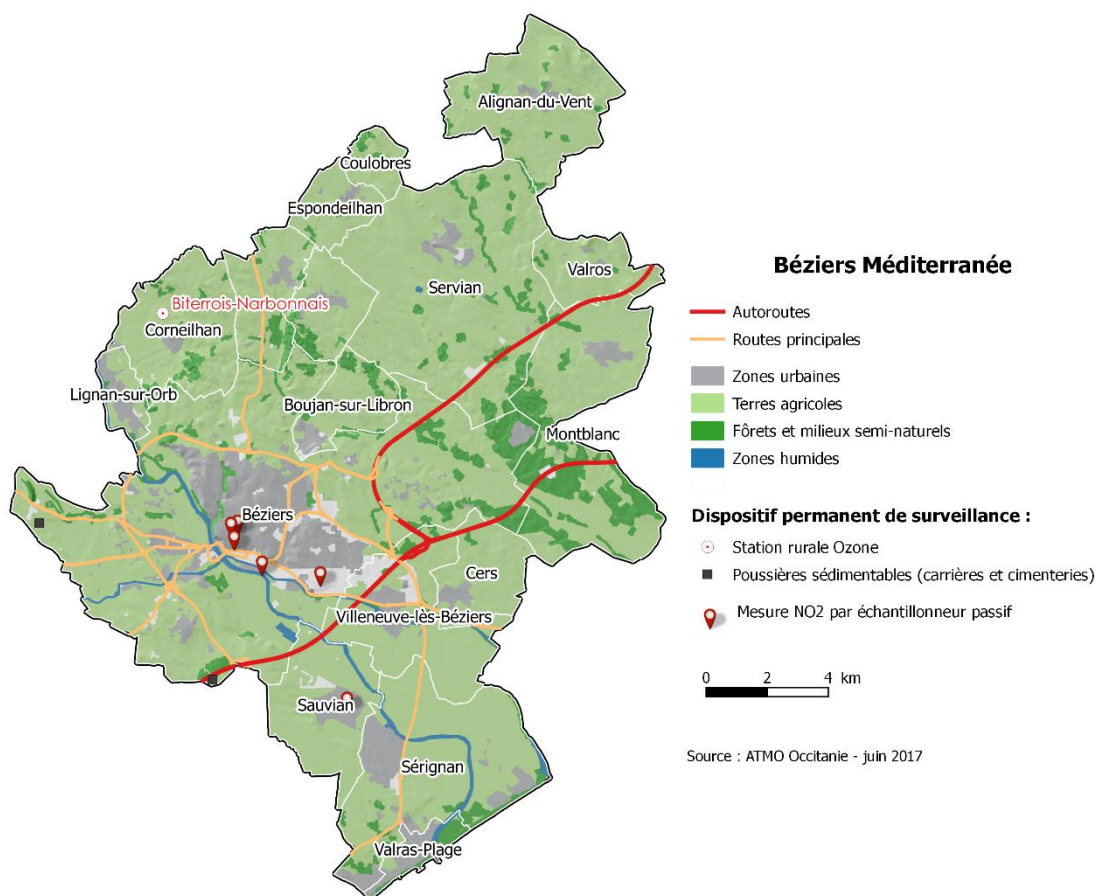 Alignan-du-Vent
Coulobres
Espondeilhan
Valros
Servian
Biterrois-Narbonnais
Corneilhan
Lignan-sur-Orb
Boujan-sur-Libron
Montblanc
Béziers
Cers
Villeneuve-lès-Béziers
Sauvian
Sérignan
Valras-Plage
Béziers Méditerranée
Autoroutes
Routes principales
Zones urbaines
Terres agricoles
Fôrets et milieux semi-naturels
Zones humides
Dispositif permanent de surveillance :
Station rurale Ozone
Poussières sédimentables (carrières et cimenteries)
Mesure NO2 par échantillonneur passif
0 2 4 km
Source : ATMO Occitanie - juin 2017